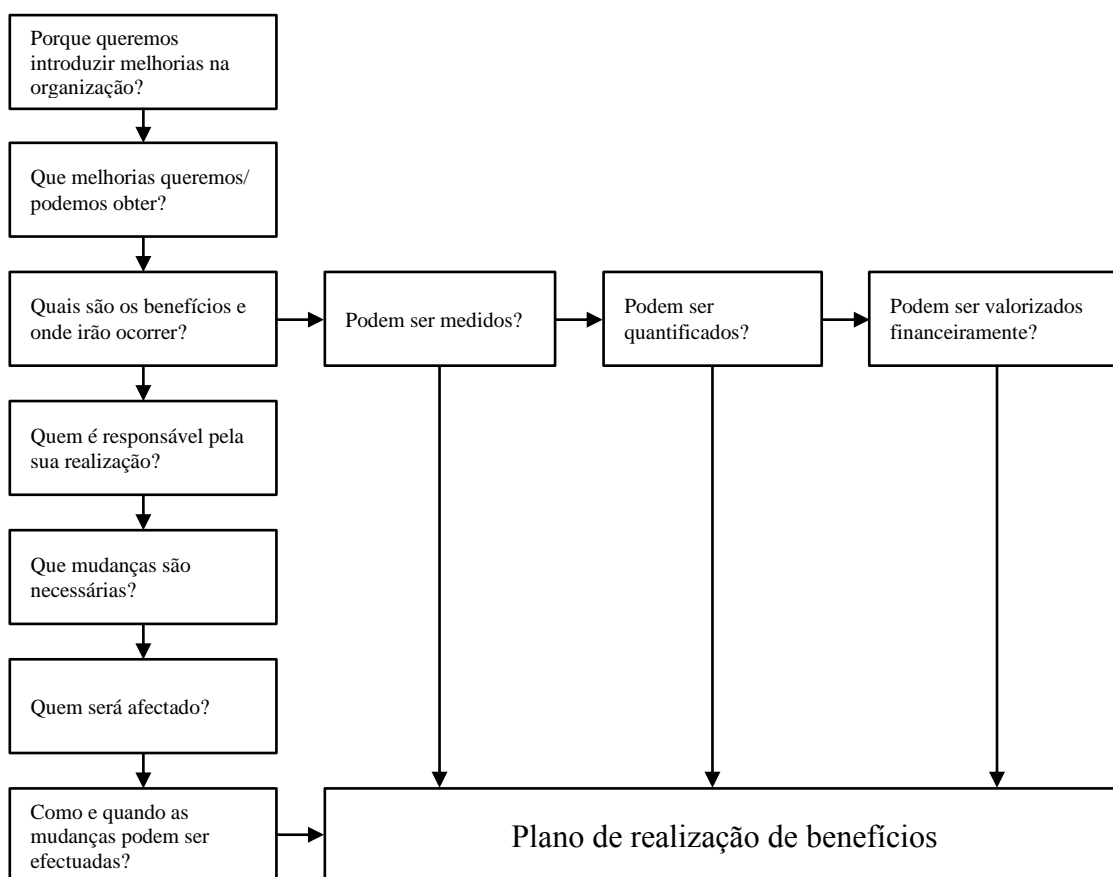 Porque queremos
introduzir melhorias na
organização?
Que melhorias queremos/
podemos obter?
Quais são os benefícios e
onde irão ocorrer?
Podem ser medidos?
Podem ser
quantificados?
Podem ser valorizados
financeiramente?
Quem é responsável pela
sua realização?
Que mudanças são
necessárias?
Quem será afectado?
Como e quando as
mudanças podem ser
efectuadas?
Plano de realização de benefícios